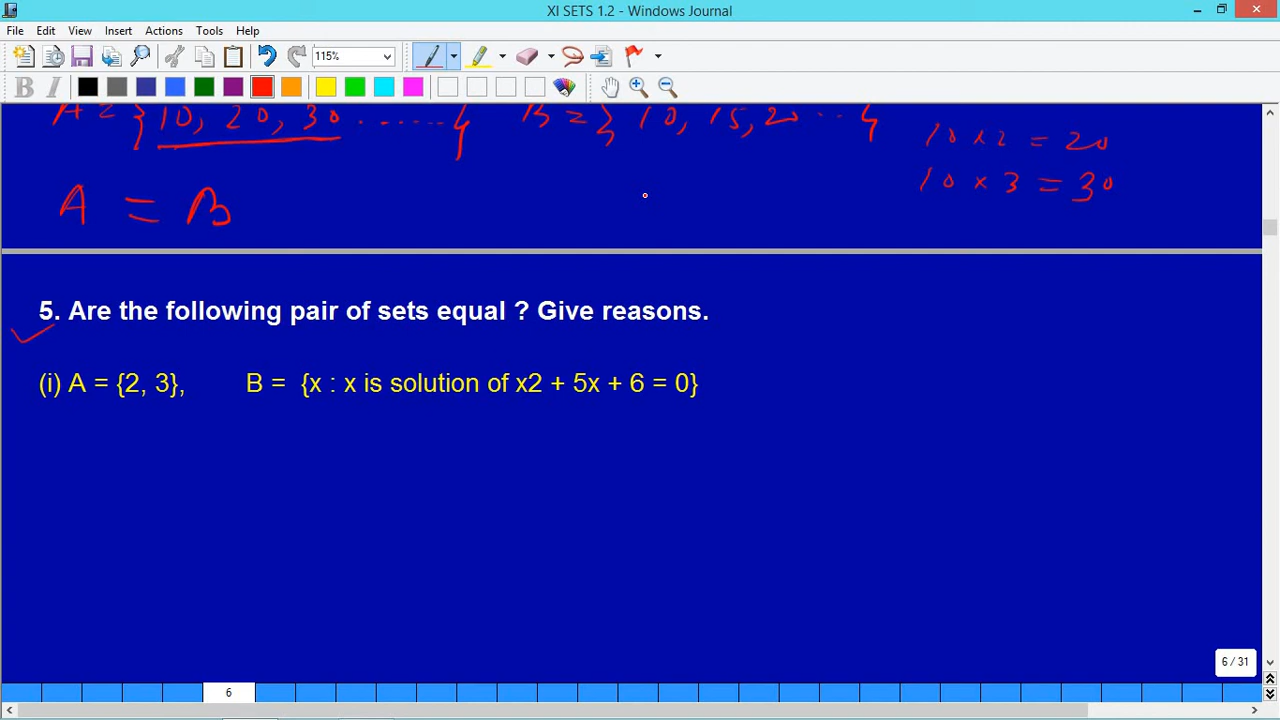 XI SETS 1.2 - Windows Journal
File Edit View Insert Actions Tools Help
115%
B I
A = {10, 20, 30 ....... } B = { 10, 15, 20 ... }
10 x 2 = 20
10 x 3 = 30
A = B
5. Are the following pair of sets equal ? Give reasons.
(i) A = {2, 3}, B = {x : x is solution of x2 + 5x + 6 = 0}
6 / 31
6